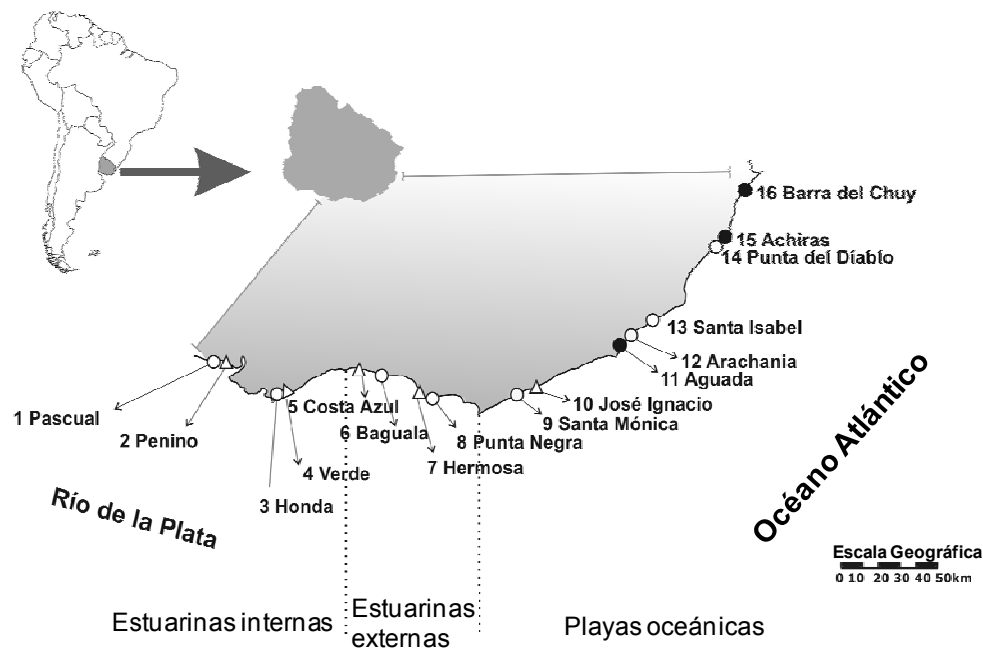 16 Barra del Chuy
15 Achiras
14 Punta del Díablo
13 Santa Isabel
12 Arachania
11 Aguada
10 José Ignacio
9 Santa Mónica
8 Punta Negra
7 Hermosa
6 Baguala
5 Costa Azul
4 Verde
3 Honda
2 Penino
1 Pascual
Río de la Plata
Océano Atlántico
Escala Geográfica
0 10 20 30 40 50km
Estuarinas internas
Estuarinas
externas
Playas oceánicas